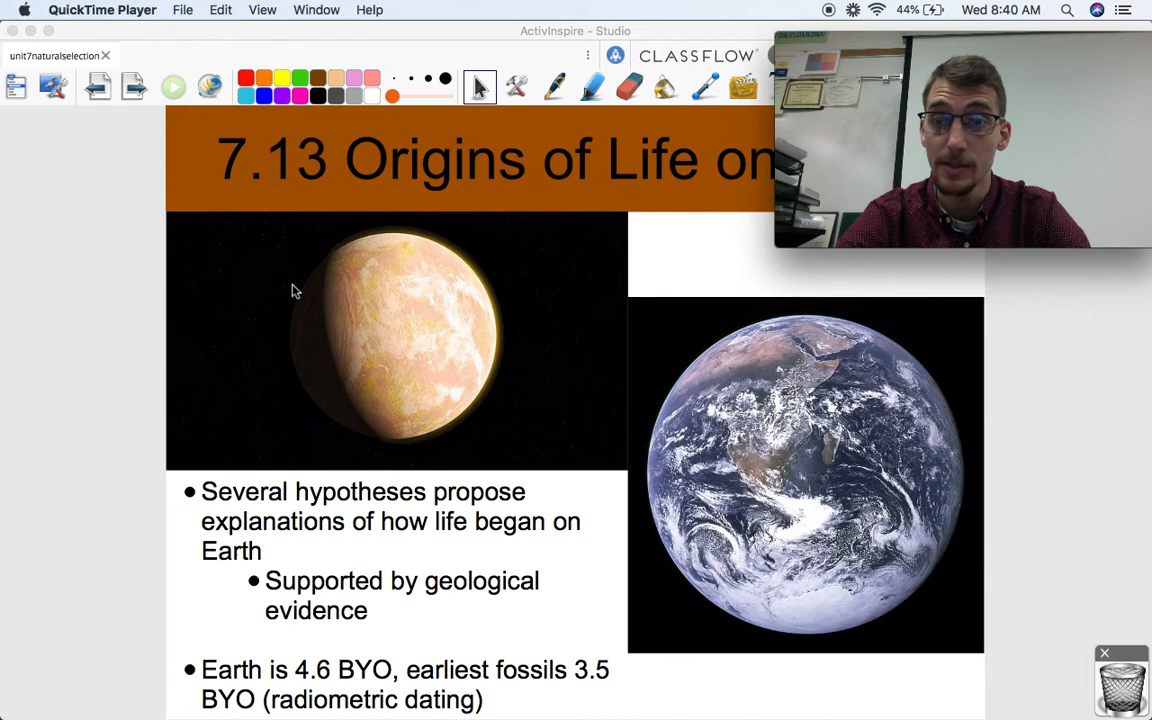 QuickTime Player File Edit View Window Help 44% Wed 8:40 AM
ActivInspire - Studio
unit7naturalselection
CLASSFLOW
7.13 Origins of Life on
Several hypotheses propose
explanations of how life began on
Earth
Supported by geological
evidence
Earth is 4.6 BYO, earliest fossils 3.5
BYO (radiometric dating)